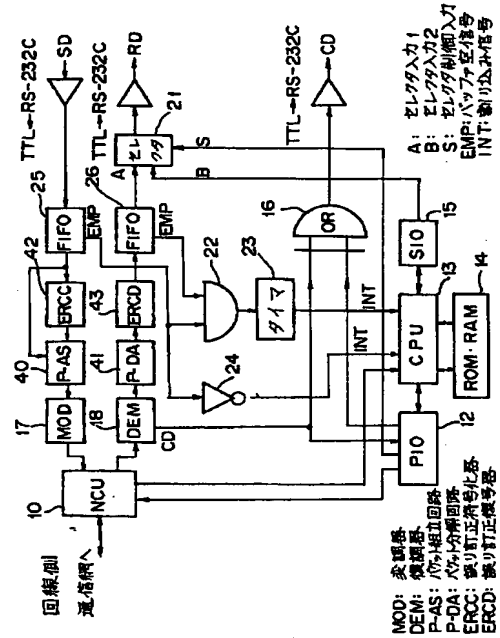 TTL←RS-232C
SD
TTL→RS-232C
RD
TTL→RS-232C
CD
25
FIFO
EMP
42
ERCC
40
P-AS
17
MOD
10
NCU
回線側
通信網へ
18
DEM
CD
41
P-DA
43
ERCD
26
FIFO
EMP
A
セレ
クタ
21
B
S
22
23
タイマ
INT
24
INT
16
OR
12
PIO
13
CPU
15
SIO
14
ROM・RAM
A: セレクタ入力1
B: セレクタ入力2
S: セレクタ制御入力
EMP:バッファ空信号
INT:割り込み信号
MOD: 変調器
DEM: 復調器
P-AS: パケット組立回路
P-DA: パケット分解回路
ERCC: 誤り訂正符号化器
ERCD: 誤り訂正復号器